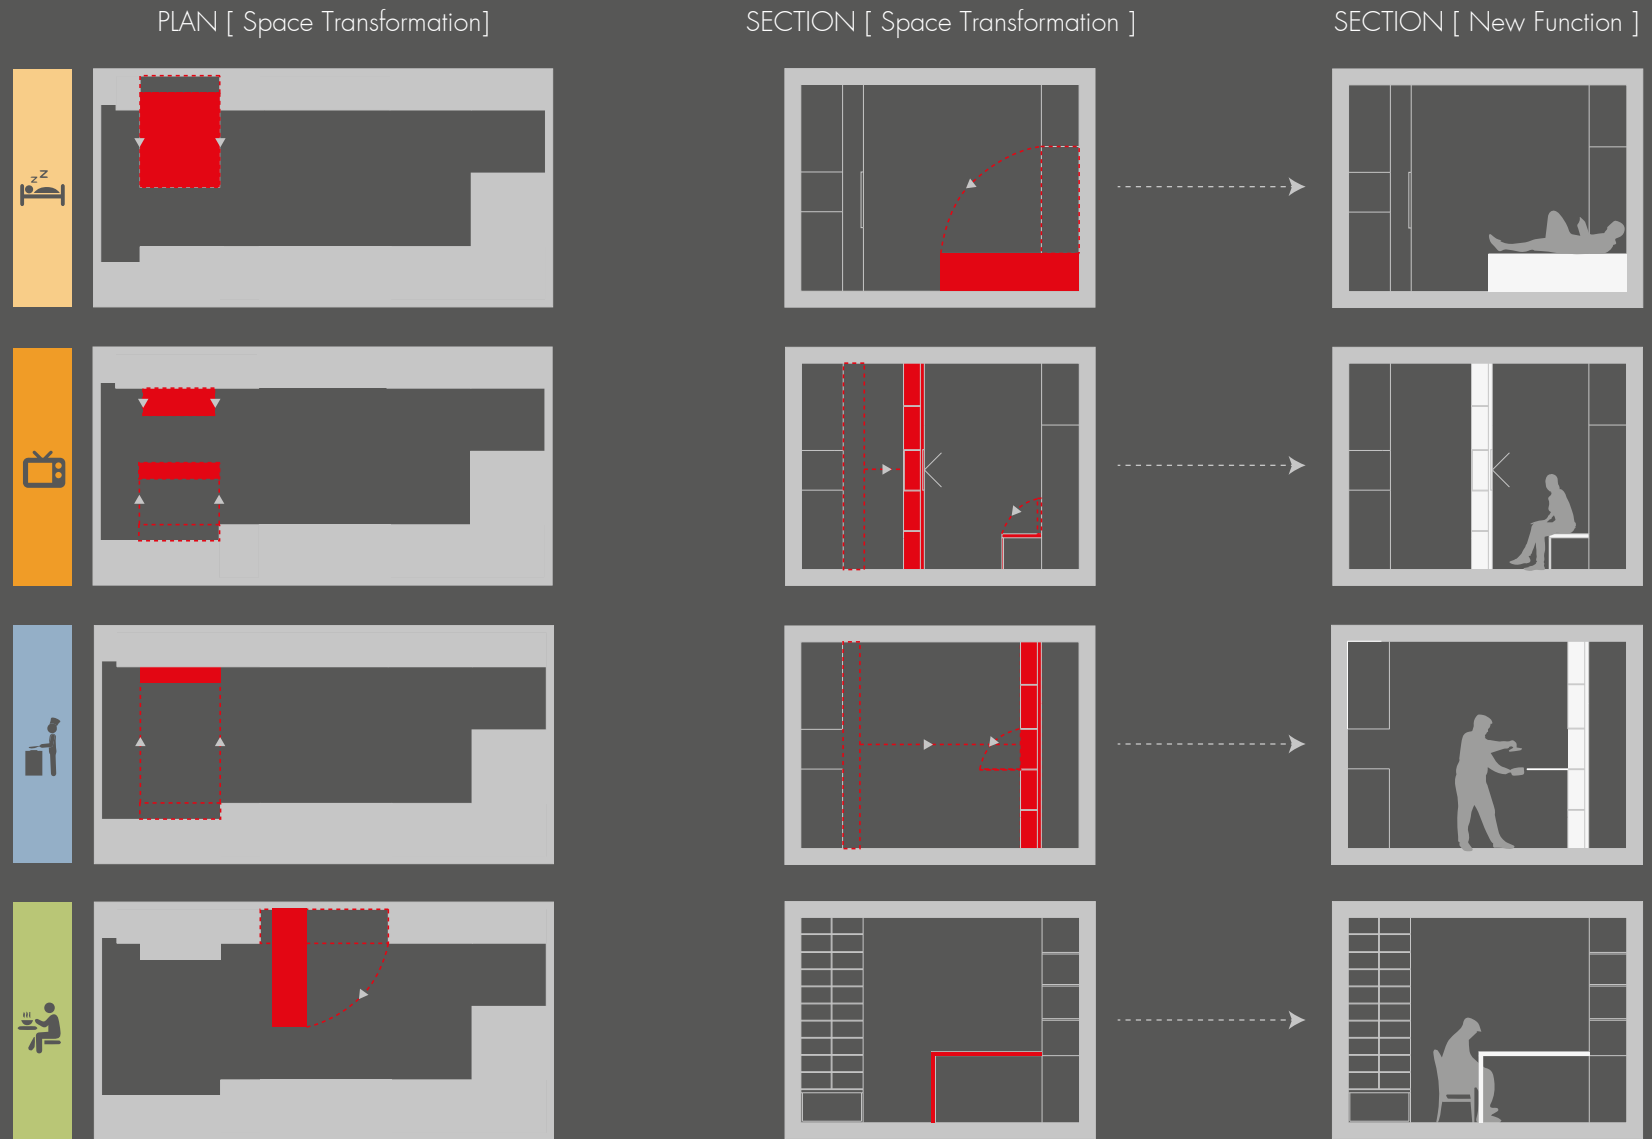 PLAN [ Space Transformation]
SECTION [ Space Transformation ]
SECTION [ New Function ]
z Z